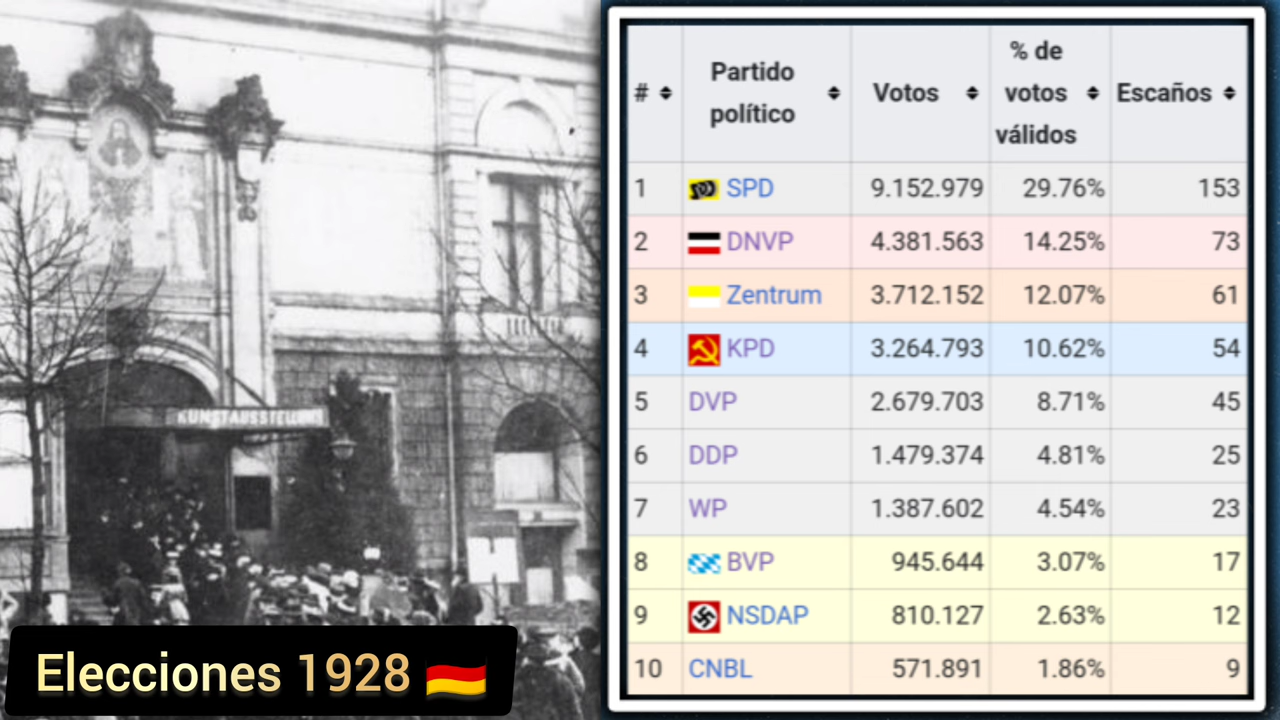 KUNSTAUSSTELLUNG
Elecciones 1928
# Partido político Votos % de votos válidos Escaños
1 SPD 9.152.979 29.76% 153
2 DNVP 4.381.563 14.25% 73
3 Zentrum 3.712.152 12.07% 61
4 KPD 3.264.793 10.62% 54
5 DVP 2.679.703 8.71% 45
6 DDP 1.479.374 4.81% 25
7 WP 1.387.602 4.54% 23
8 BVP 945.644 3.07% 17
9 NSDAP 810.127 2.63% 12
10 CNBL 571.891 1.86% 9